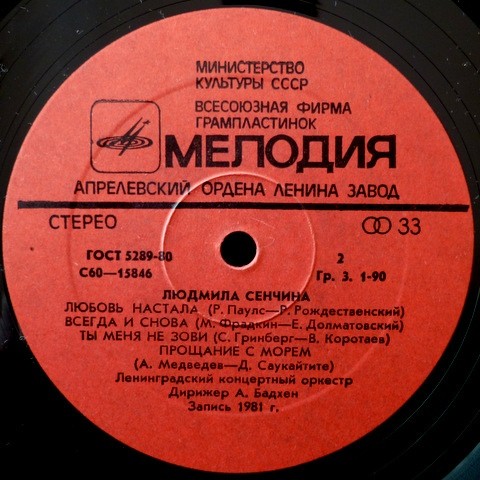 МИНИСТЕРСТВО
КУЛЬТУРЫ СССР
ВСЕСОЮЗНАЯ ФИРМА
ГРАМПЛАСТИНОК
МЕЛОДИЯ
АПРЕЛЕВСКИЙ ОРДЕНА ЛЕНИНА ЗАВОД
СТЕРЕО 33
ГОСТ 5289-80 2
С60—15846 Гр. 3. 1-90
ЛЮДМИЛА СЕНЧИНА
ЛЮБОВЬ НАСТАЛА (Р. Паулс—Р. Рождественский)
ВСЕГДА И СНОВА (М. Фрадкин—Е. Долматовский)
ТЫ МЕНЯ НЕ ЗОВИ (С. Гринберг—В. Коротаев)
ПРОЩАНИЕ С МОРЕМ
(А. Медведев—Д. Саукайтите)
Ленинградский концертный оркестр
Дирижер А. Бадхен
Запись 1981 г.